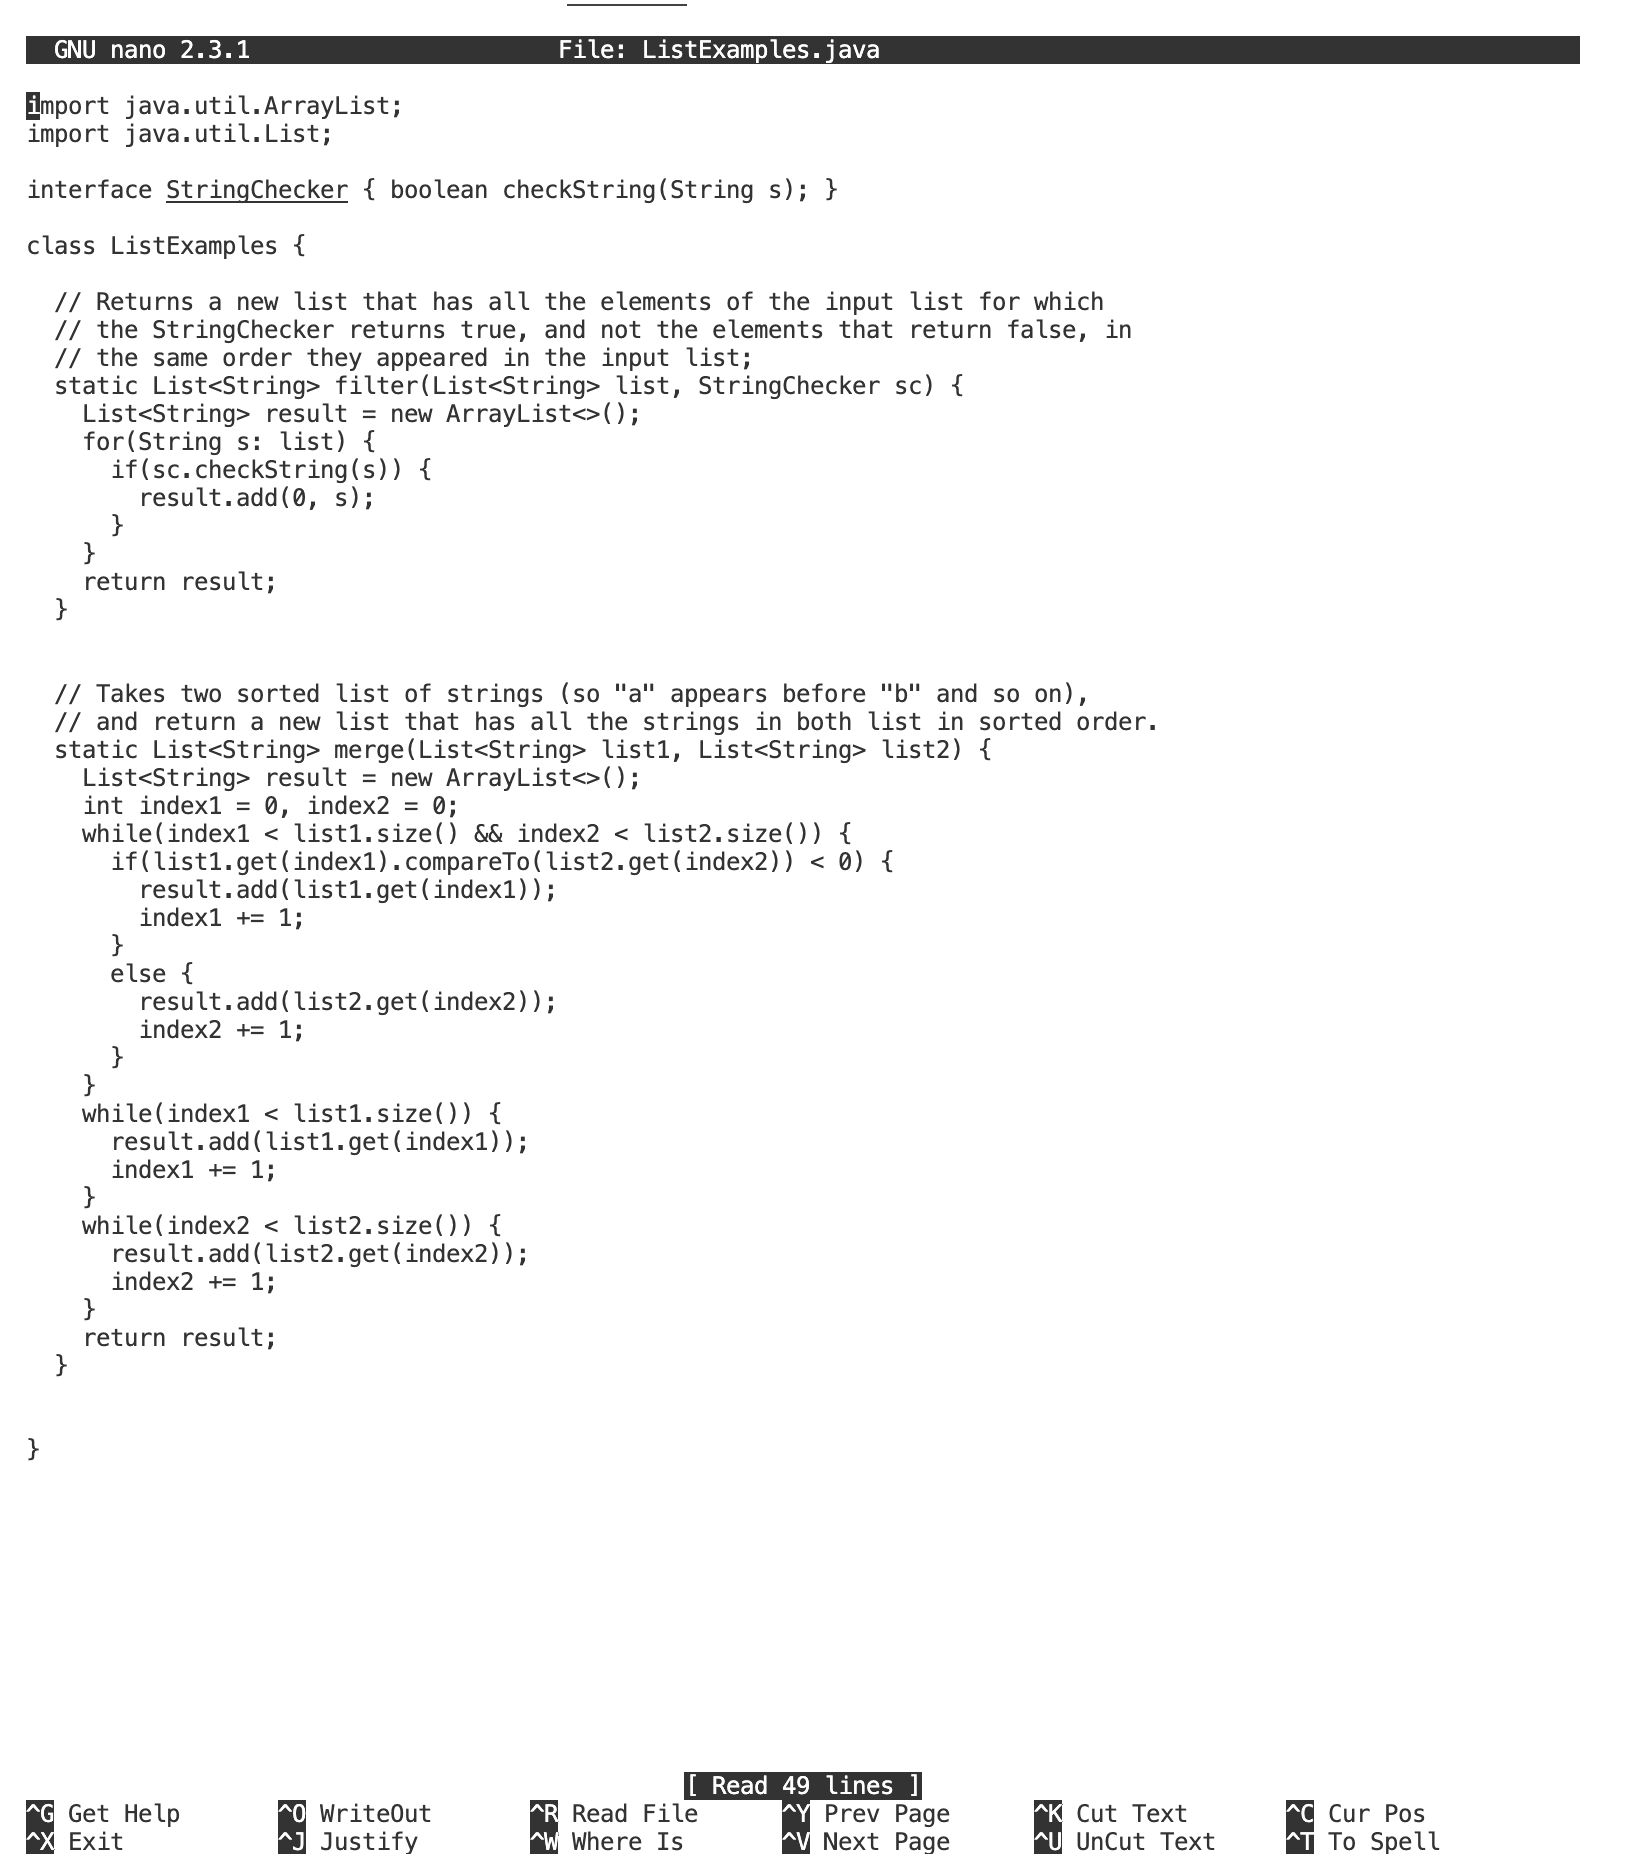 GNU nano 2.3.1 File: ListExamples.java
import java.util.ArrayList;
import java.util.List;
interface StringChecker { boolean checkString(String s); }
class ListExamples {
  // Returns a new list that has all the elements of the input list for which
  // the StringChecker returns true, and not the elements that return false, in
  // the same order they appeared in the input list;
  static List<String> filter(List<String> list, StringChecker sc) {
    List<String> result = new ArrayList<>();
    for(String s: list) {
      if(sc.checkString(s)) {
        result.add(0, s);
      }
    }
    return result;
  }
  // Takes two sorted list of strings (so "a" appears before "b" and so on),
  // and return a new list that has all the strings in both list in sorted order.
  static List<String> merge(List<String> list1, List<String> list2) {
    List<String> result = new ArrayList<>();
    int index1 = 0, index2 = 0;
    while(index1 < list1.size() && index2 < list2.size()) {
      if(list1.get(index1).compareTo(list2.get(index2)) < 0) {
        result.add(list1.get(index1));
        index1 += 1;
      }
      else {
        result.add(list2.get(index2));
        index2 += 1;
      }
    }
    while(index1 < list1.size()) {
      result.add(list1.get(index1));
      index1 += 1;
    }
    while(index2 < list2.size()) {
      result.add(list2.get(index2));
      index2 += 1;
    }
    return result;
  }
}
[ Read 49 lines ]
^G Get Help ^O WriteOut ^R Read File ^Y Prev Page ^K Cut Text ^C Cur Pos
^X Exit ^J Justify ^W Where Is ^V Next Page ^U UnCut Text ^T To Spell